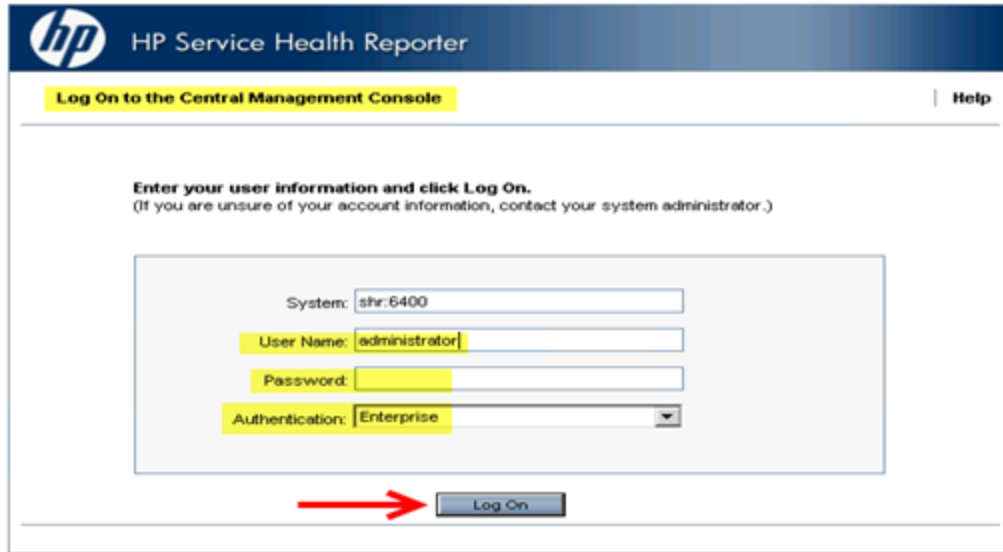 hp HP Service Health Reporter
Log On to the Central Management Console Help
Enter your user information and click Log On.
(If you are unsure of your account information, contact your system administrator.)
System: shr:6400
User Name: administrator
Password:
Authentication: Enterprise
Log On